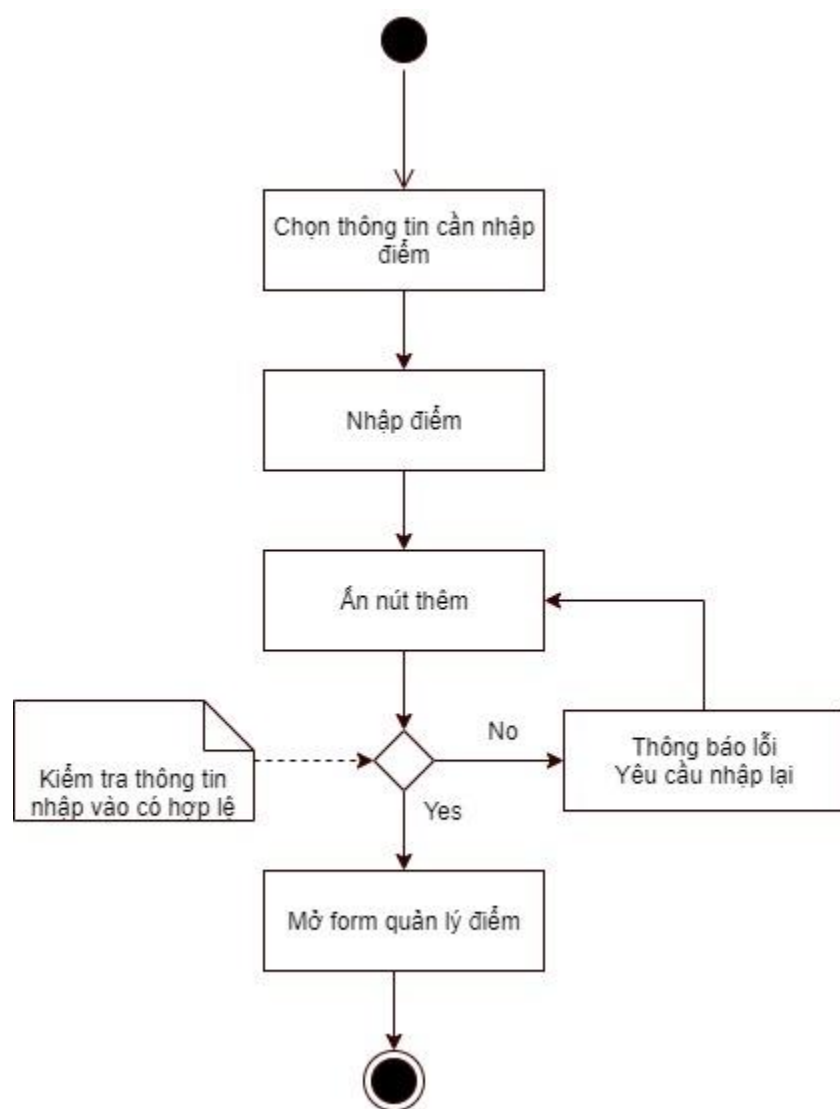 Chọn thông tin cần nhập
điểm
Nhập điểm
Ấn nút thêm
No
Thông báo lỗi
Yêu cầu nhập lại
Kiểm tra thông tin
nhập vào có hợp lệ
Yes
Mở form quản lý điểm